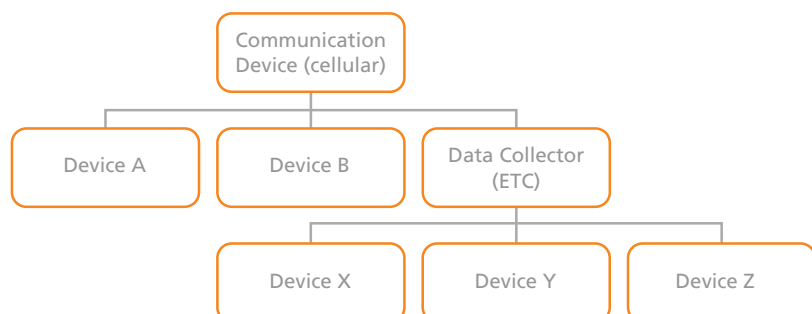 Communication
Device (cellular)
Device A
Device B
Data Collector
(ETC)
Device X
Device Y
Device Z